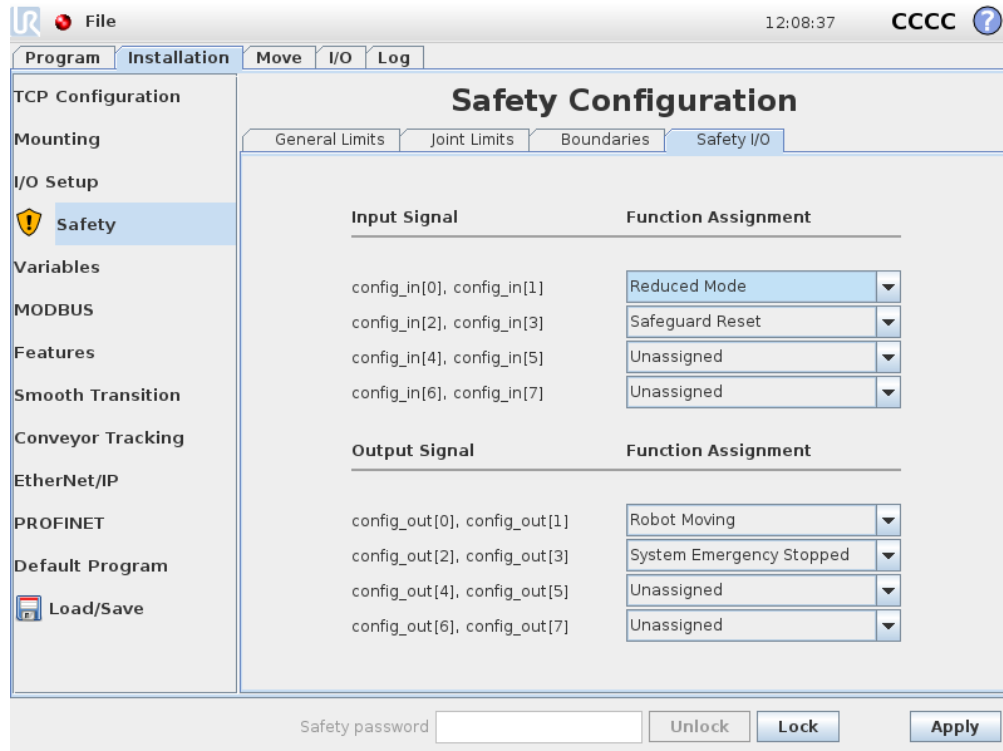 UR File 12:08:37 CCCC ?
Program Installation Move I/O Log
TCP Configuration
Mounting
I/O Setup
Safety
Variables
MODBUS
Features
Smooth Transition
Conveyor Tracking
EtherNet/IP
PROFINET
Default Program
Load/Save
Safety Configuration
General Limits Joint Limits Boundaries Safety I/O
Input Signal Function Assignment
config_in[0], config_in[1] Reduced Mode
config_in[2], config_in[3] Safeguard Reset
config_in[4], config_in[5] Unassigned
config_in[6], config_in[7] Unassigned
Output Signal Function Assignment
config_out[0], config_out[1] Robot Moving
config_out[2], config_out[3] System Emergency Stopped
config_out[4], config_out[5] Unassigned
config_out[6], config_out[7] Unassigned
Safety password Unlock Lock Apply